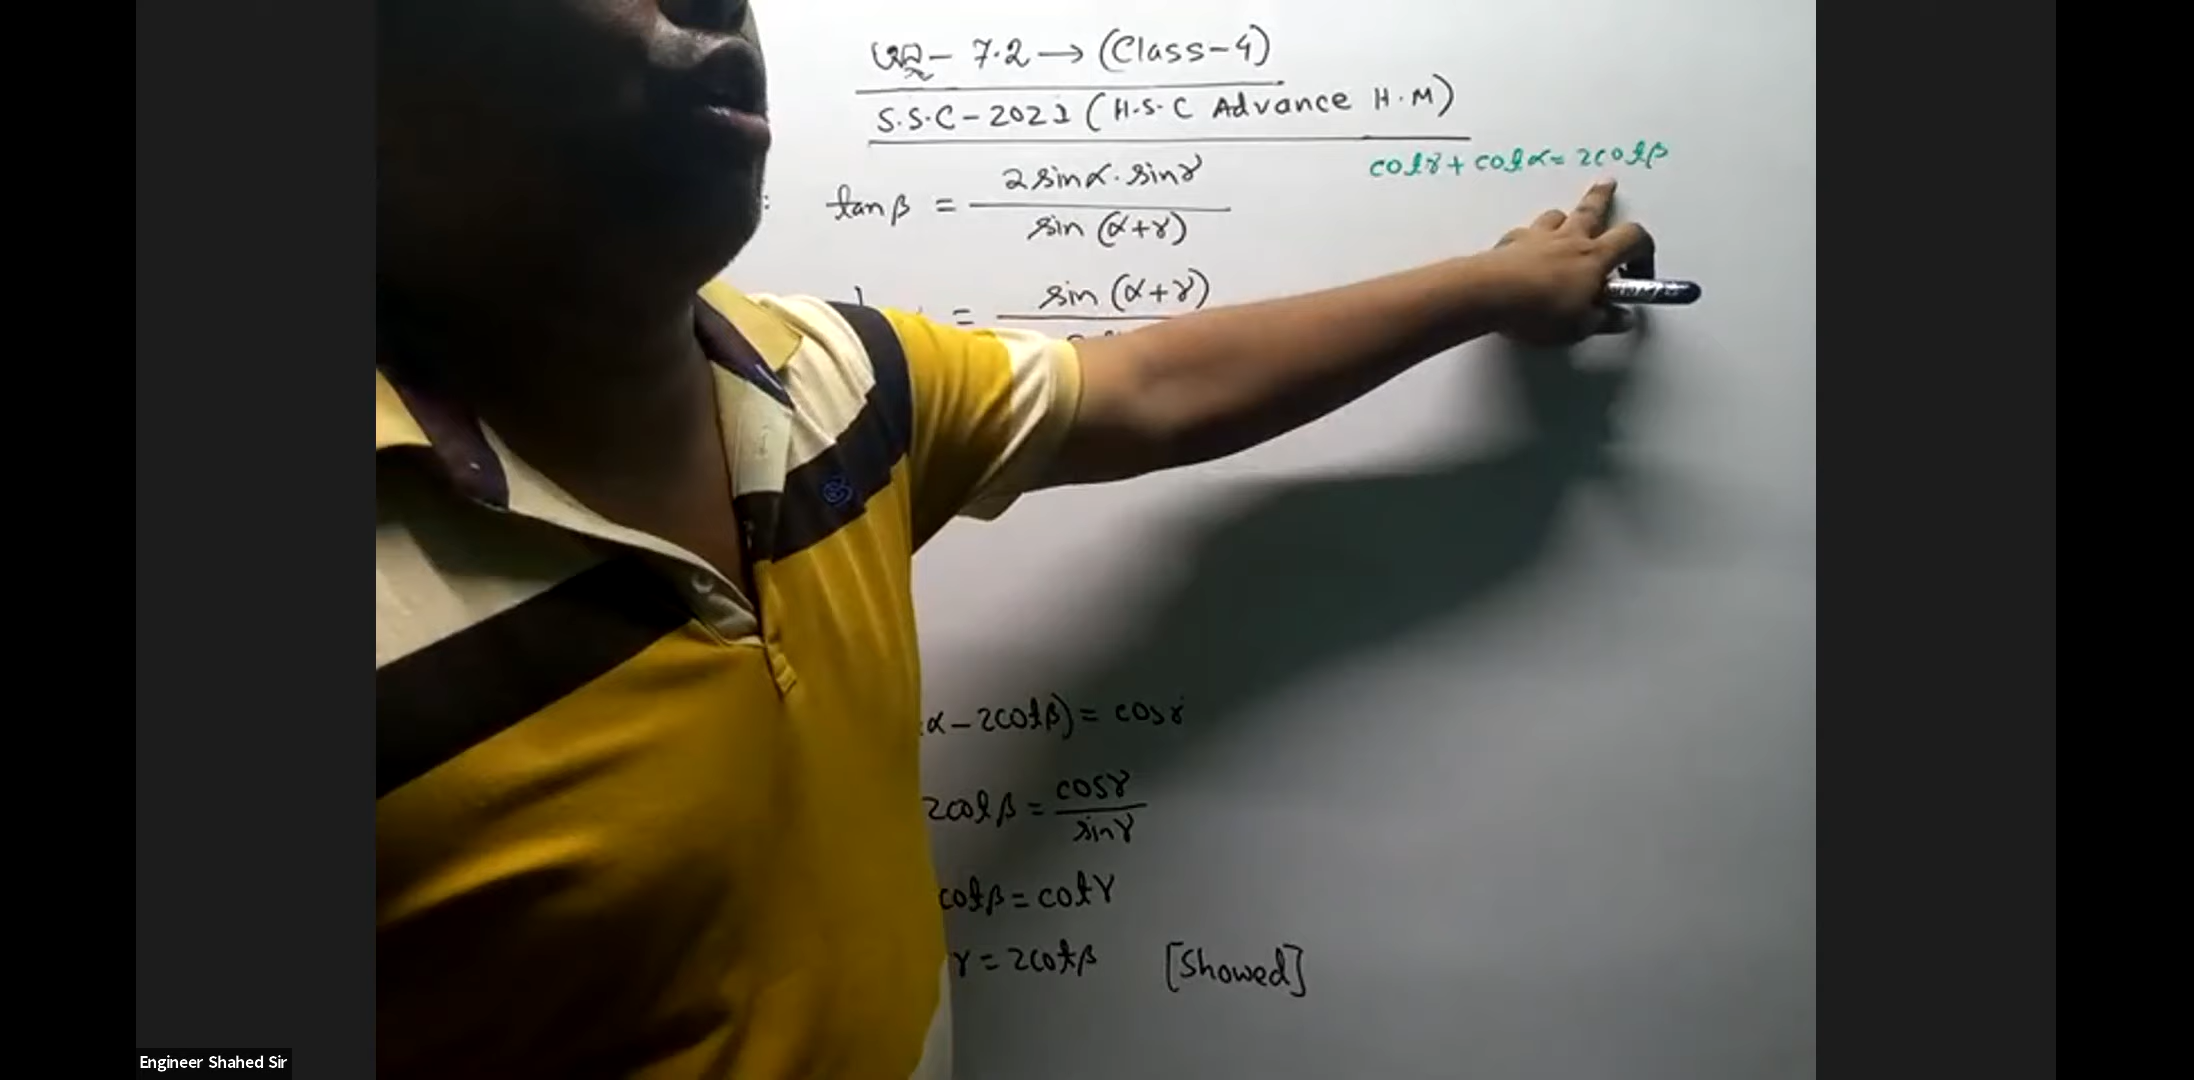 অনু - 7.2 → (Class-4)
S.S.C - 2021 ( H.S.C Advance H.M)
cotγ + cotα = 2cotβ
: tanβ = 2sinα.sinγ / sin (α+γ)
= sin (α+γ)
α - 2cotβ) = cosγ
2cotβ = cosγ / sinγ
cotβ = cotγ
γ = 2cotβ [Showed]
Engineer Shahed Sir